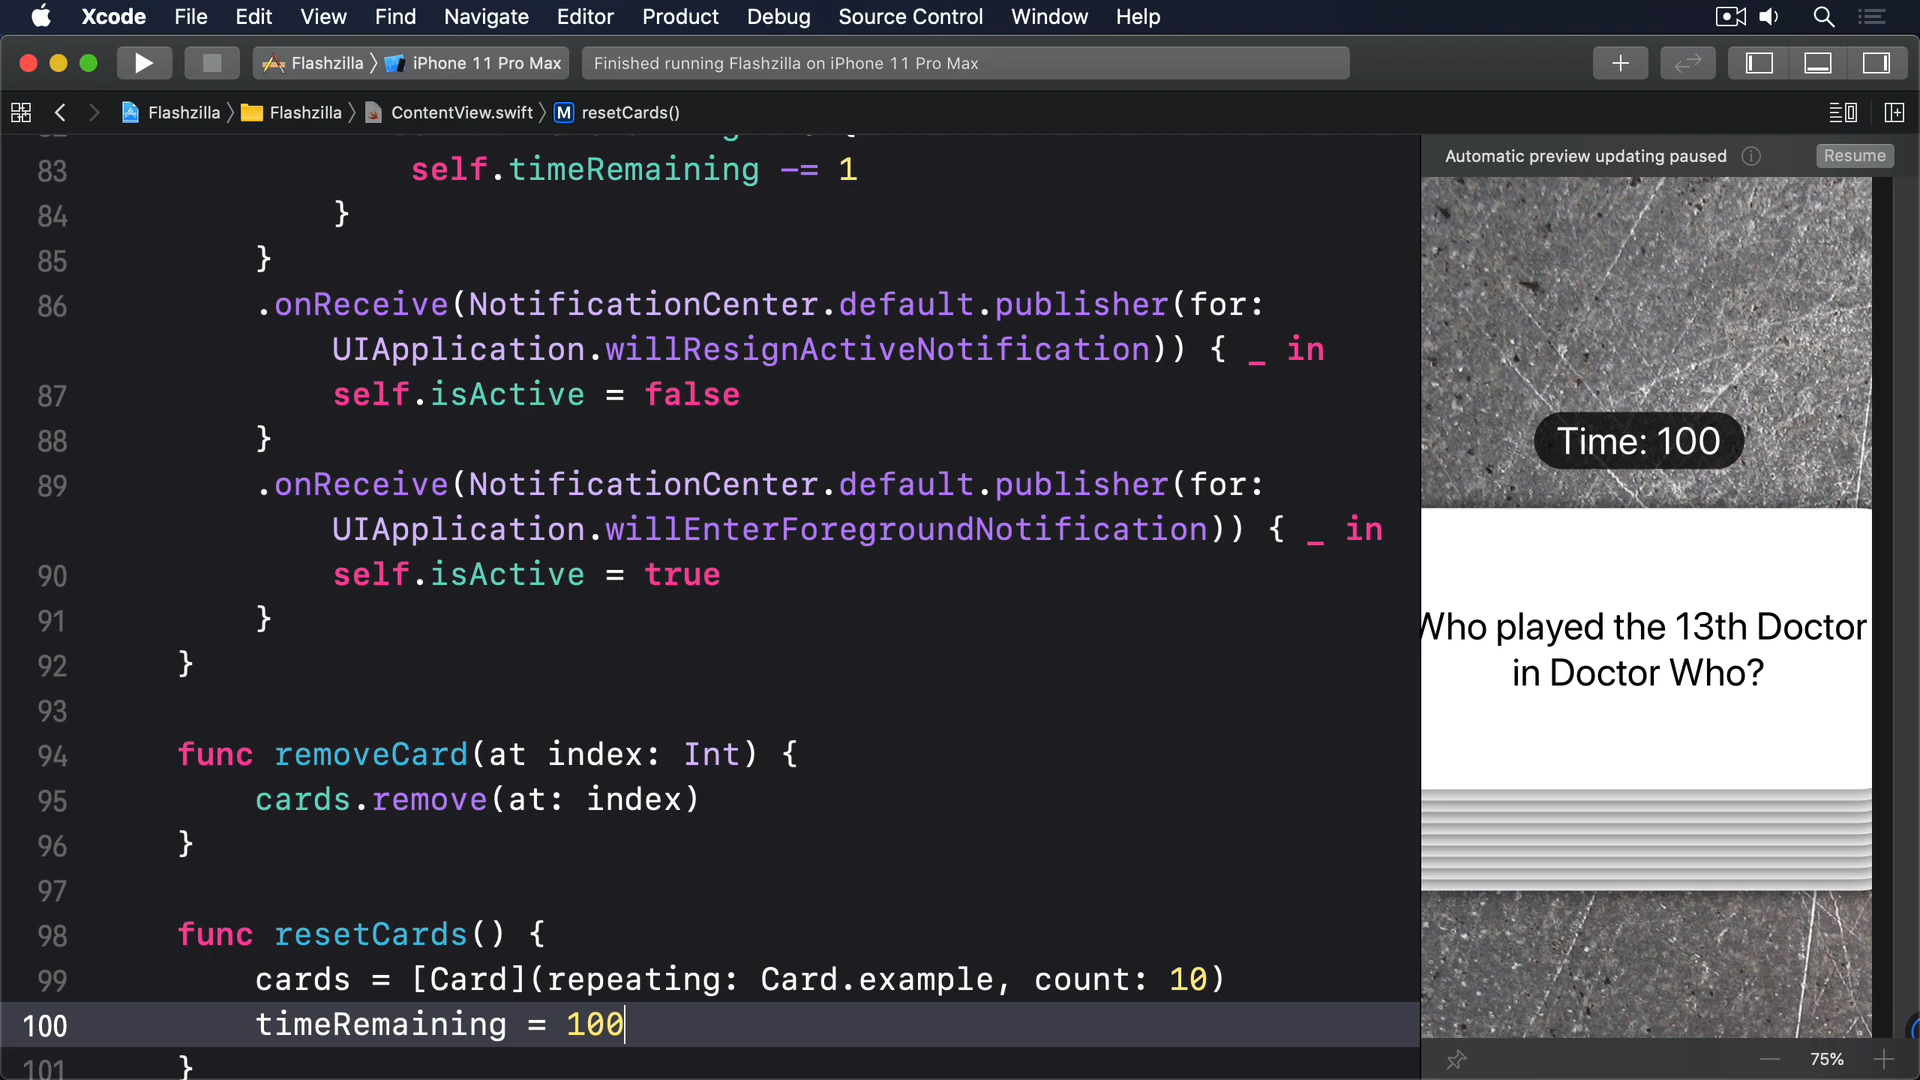 Xcode File Edit View Find Navigate Editor Product Debug Source Control Window Help
Flashzilla iPhone 11 Pro Max Finished running Flashzilla on iPhone 11 Pro Max
Flashzilla Flashzilla ContentView.swift M resetCards()
83 self.timeRemaining -= 1
84 }
85 }
86 .onReceive(NotificationCenter.default.publisher(for:
UIApplication.willResignActiveNotification)) { _ in
87 self.isActive = false
88 }
89 .onReceive(NotificationCenter.default.publisher(for:
UIApplication.willEnterForegroundNotification)) { _ in
90 self.isActive = true
91 }
92 }
93
94 func removeCard(at index: Int) {
95 cards.remove(at: index)
96 }
97
98 func resetCards() {
99 cards = [Card](repeating: Card.example, count: 10)
100 timeRemaining = 100
101 }
Automatic preview updating paused Resume
Time: 100
Who played the 13th Doctor
in Doctor Who?
75%